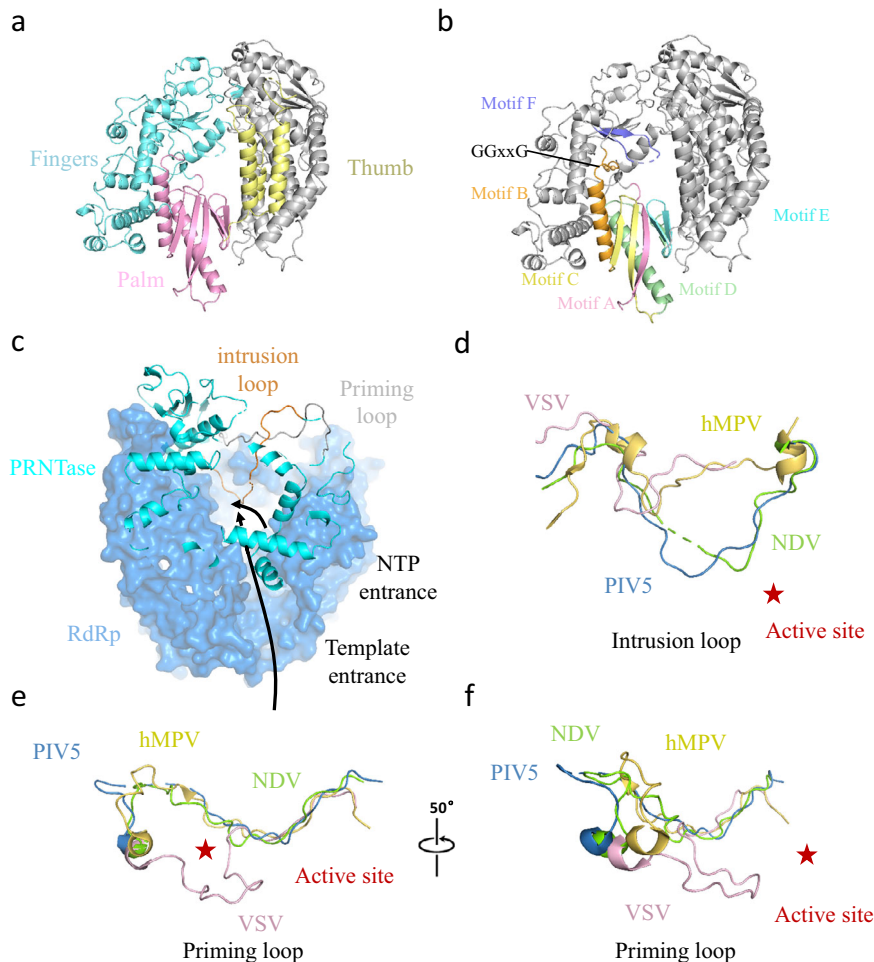 a
Fingers
Thumb
Palm
b
Motif F
GGxxG
Motif B
Motif E
Motif C
Motif A
Motif D
c
intrusion
loop
Priming
loop
PRNTase
NTP
entrance
RdRp
Template
entrance
d
VSV
hMPV
NDV
PIV5
Active site
Intrusion loop
e
hMPV
PIV5
NDV
Active site
VSV
Priming loop
50°
f
NDV
hMPV
PIV5
VSV
Active site
Priming loop